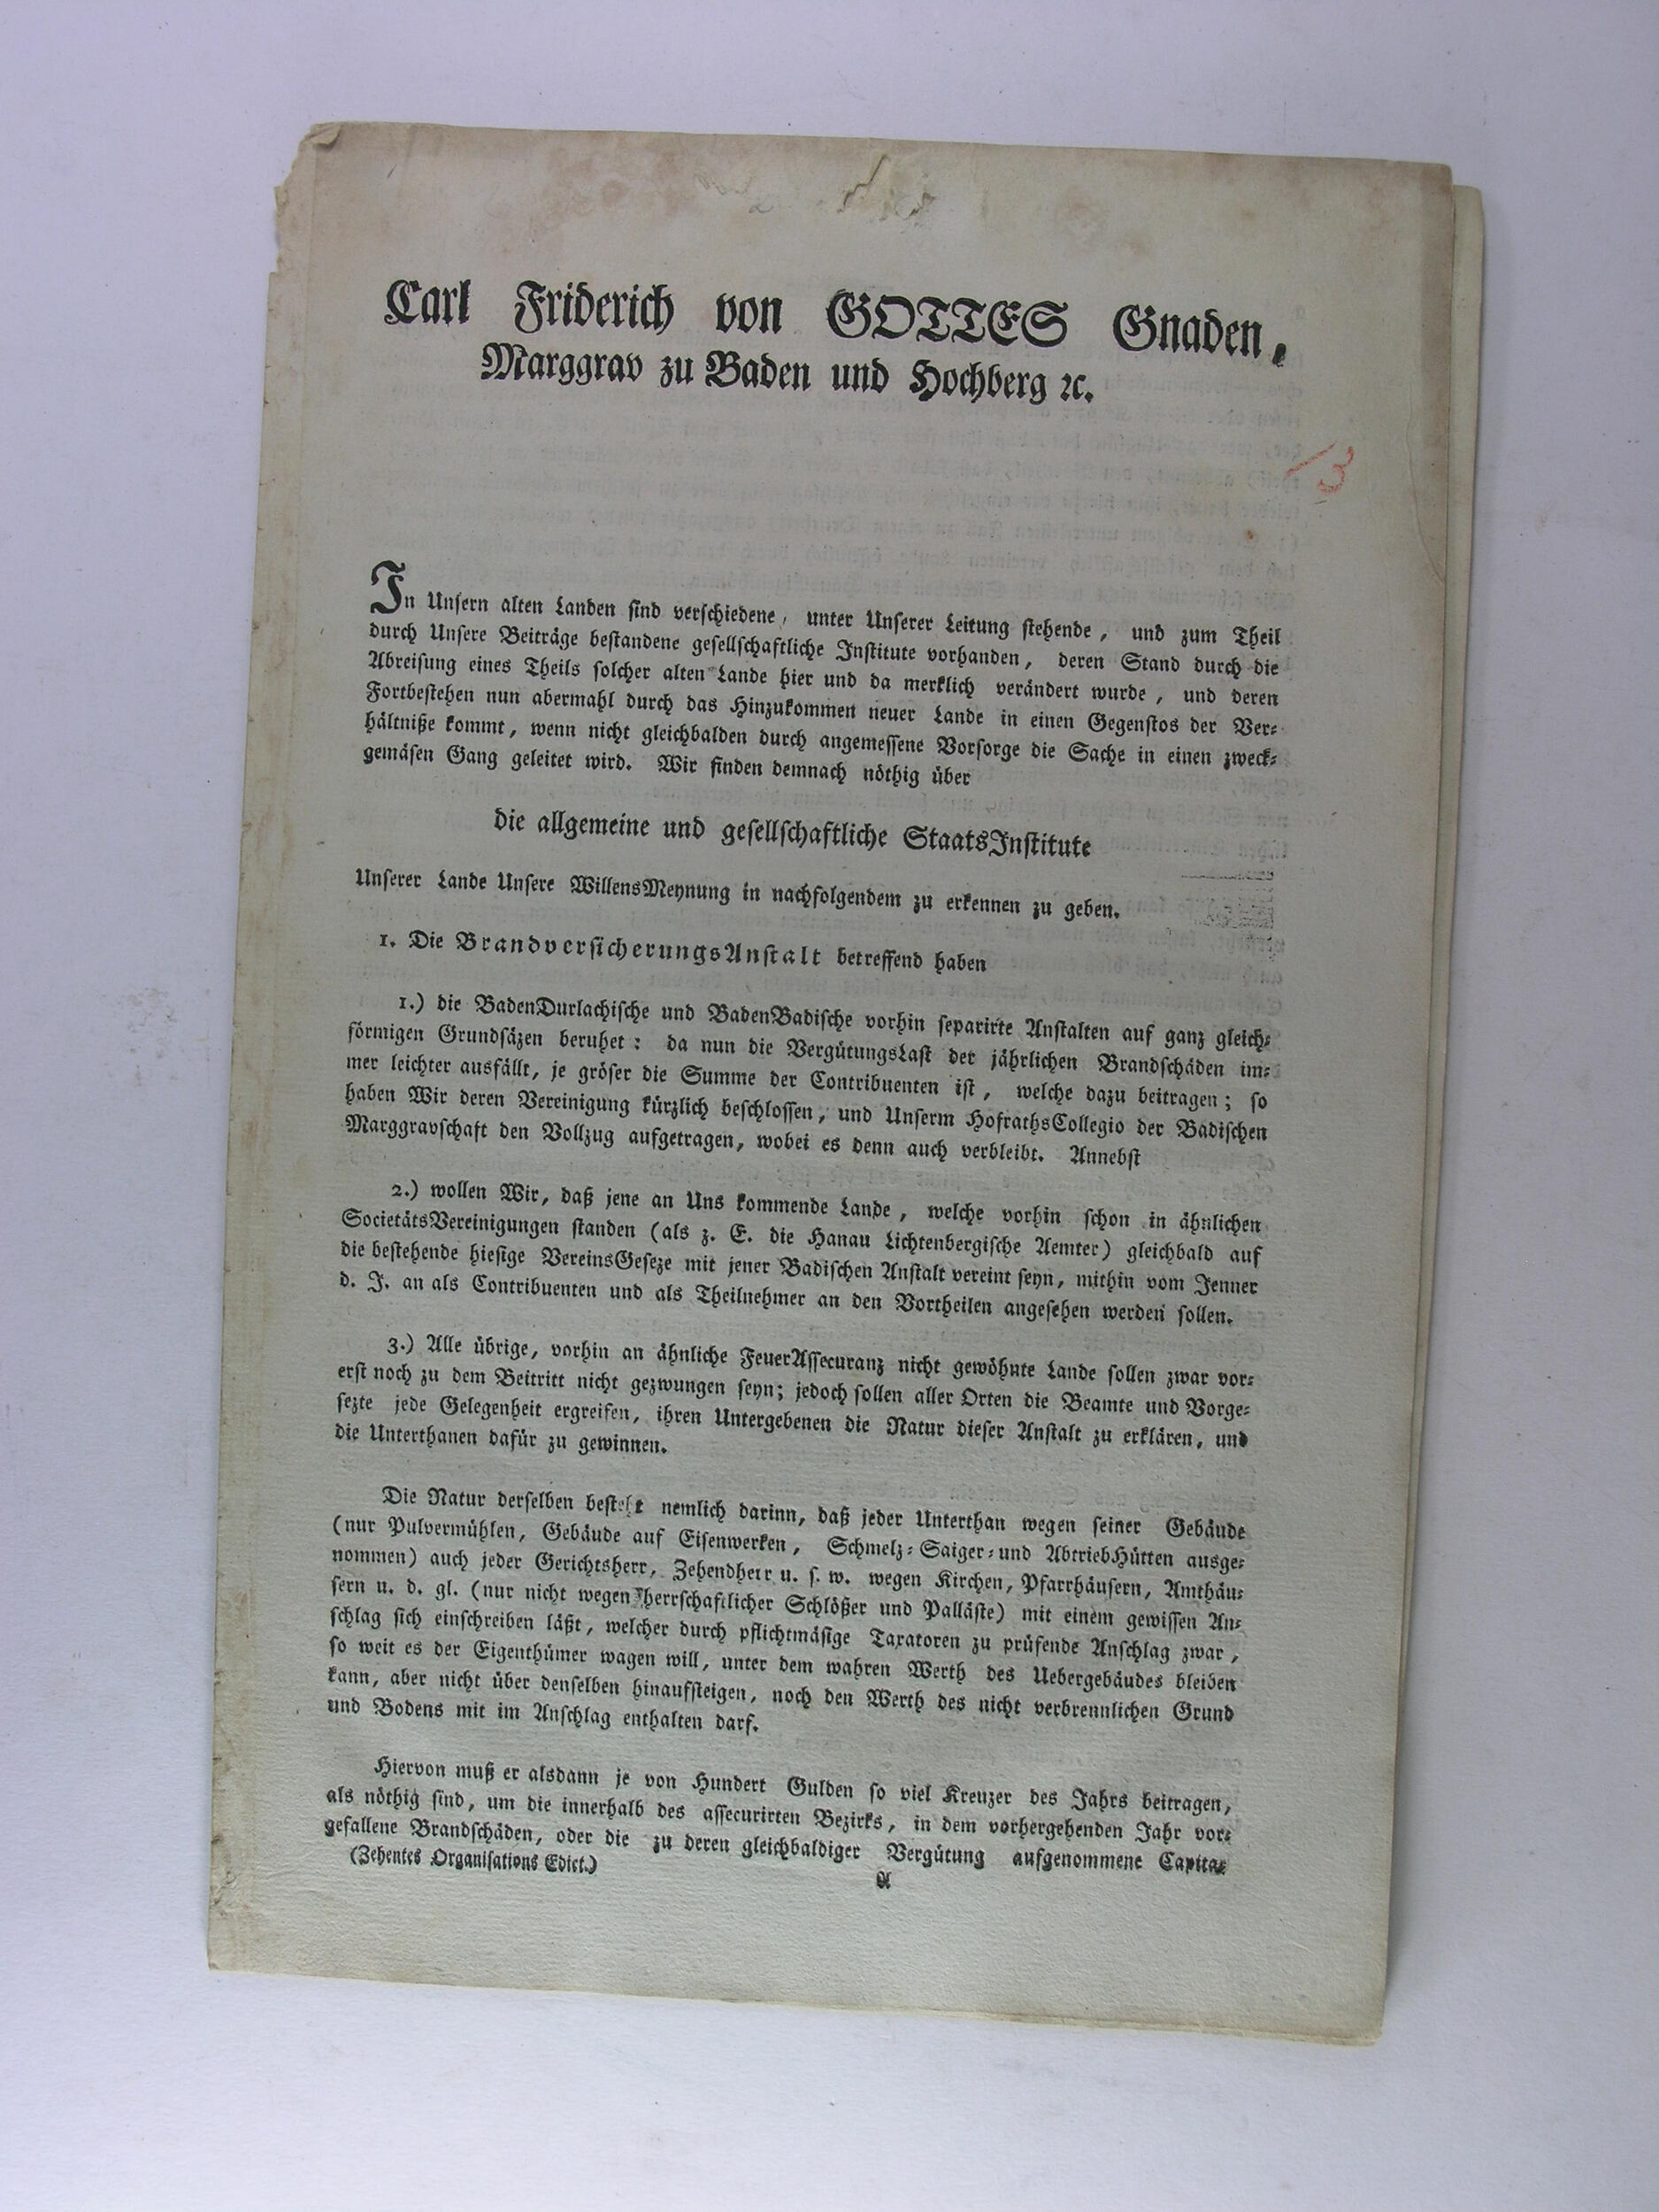 Carl Friderich von GOTTES Gnaden,
Marggrav zu Baden und Hochberg ꝛc.
13
In Unsern alten Landen sind verschiedene, unter Unserer Leitung stehende, und zum Theil
durch Unsere Beiträge bestandene gesellschaftliche Institute vorhanden, deren Stand durch die
Abreisung eines Theils solcher alten Lande hier und da merklich verändert wurde, und deren
Fortbestehen nun abermahl durch das Hinzukommen neuer Lande in einen Gegenstos der Ver-
hältniße kommt, wenn nicht gleichbalden durch angemessene Vorsorge die Sache in einen zweck-
gemäsen Gang geleitet wird. Wir finden demnach nöthig über
die allgemeine und gesellschaftliche StaatsInstitute
Unserer Lande Unsere WillensMeynung in nachfolgendem zu erkennen zu geben.
1. Die BrandversicherungsAnstalt betreffend haben
1.) die BadenDurlachische und BadenBadische vorhin separirte Anstalten auf ganz gleich-
förmigen Grundsäzen beruhet: da nun die VergütungsLast der jährlichen Brandschäden im-
mer leichter ausfällt, je gröser die Summe der Contribuenten ist, welche dazu beitragen; so
haben Wir deren Vereinigung kürzlich beschlossen, und Unserm HofrathsCollegio der Badischen
Marggravschaft den Vollzug aufgetragen, wobei es denn auch verbleibt. Annebst
2.) wollen Wir, daß jene an Uns kommende Lande, welche vorhin schon in ähnlichen
SocietätsVereinigungen standen (als z. E. die Hanau Lichtenbergische Aemter) gleichbald auf
die bestehende hiesige VereinsGeseze mit jener Badischen Anstalt vereint seyn, mithin vom Jenner
d. J. an als Contribuenten und als Theilnehmer an den Vortheilen angesehen werden sollen.
3.) Alle übrige, vorhin an ähnliche FeuerAssecuranz nicht gewöhnte Lande sollen zwar vor-
erst noch zu dem Beitritt nicht gezwungen seyn; jedoch sollen aller Orten die Beamte und Vorge-
sezte jede Gelegenheit ergreifen, ihren Untergebenen die Natur dieser Anstalt zu erklären, und
die Unterthanen dafür zu gewinnen.
Die Natur derselben besteht nemlich darinn, daß jeder Unterthan wegen seiner Gebäude
(nur Pulvermühlen, Gebäude auf Eisenwerken, Schmelz-Saiger-und AbtriebHütten ausge-
nommen) auch jeder Gerichtsherr, Zehendherr u. s. w. wegen Kirchen, Pfarrhäusern, Amthäu-
sern u. d. gl. (nur nicht wegen herrschaftlicher Schlößer und Palläste) mit einem gewissen An-
schlag sich einschreiben läßt, welcher durch pflichtmäsige Taxatoren zu prüfende Anschlag zwar,
so weit es der Eigenthümer wagen will, unter dem wahren Werth des Uebergebäudes bleiben
kann, aber nicht über denselben hinaufsteigen, noch den Werth des nicht verbrennlichen Grund
und Bodens mit im Anschlag enthalten darf.
Hiervon muß er alsdann je von Hundert Gulden so viel Kreuzer des Jahrs beitragen,
als nöthig sind, um die innerhalb des assecurirten Bezirks, in dem vorhergehenden Jahr vor-
gefallene Brandschäden, oder die zu deren gleichbaldiger Vergütung aufgenommene Capita-
(Zehentes Organisations Edict.)
A